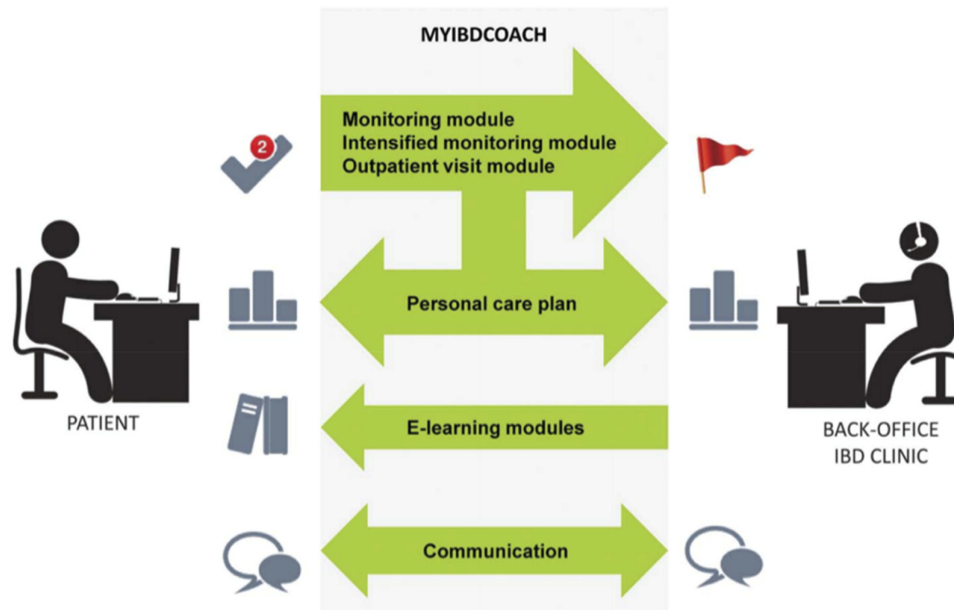 MYIBDCOACH
Monitoring module
Intensified monitoring module
Outpatient visit module
2
Personal care plan
PATIENT
E-learning modules
BACK-OFFICE
IBD CLINIC
Communication